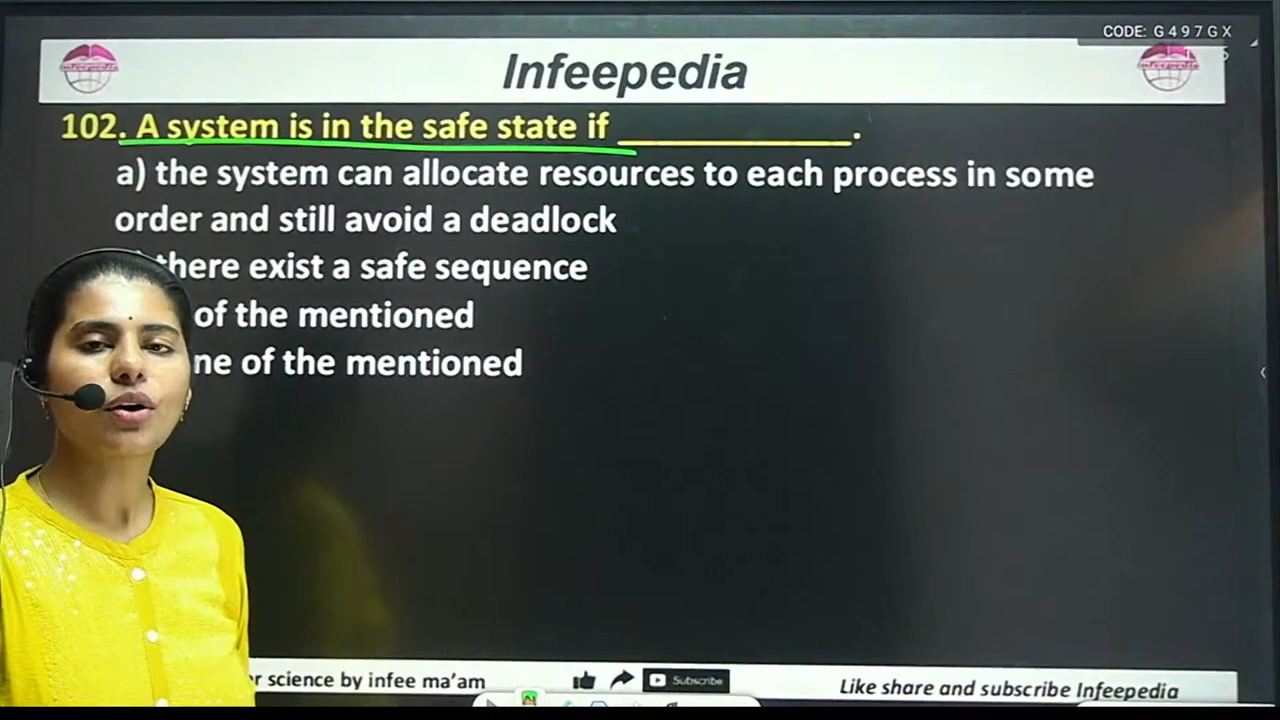 CODE: G497GX
Infeepedia
102. A system is in the safe state if ____________.
a) the system can allocate resources to each process in some
order and still avoid a deadlock
there exist a safe sequence
of the mentioned
of the mentioned
science by infee ma'am
Subscribe
Like share and subscribe Infeepedia